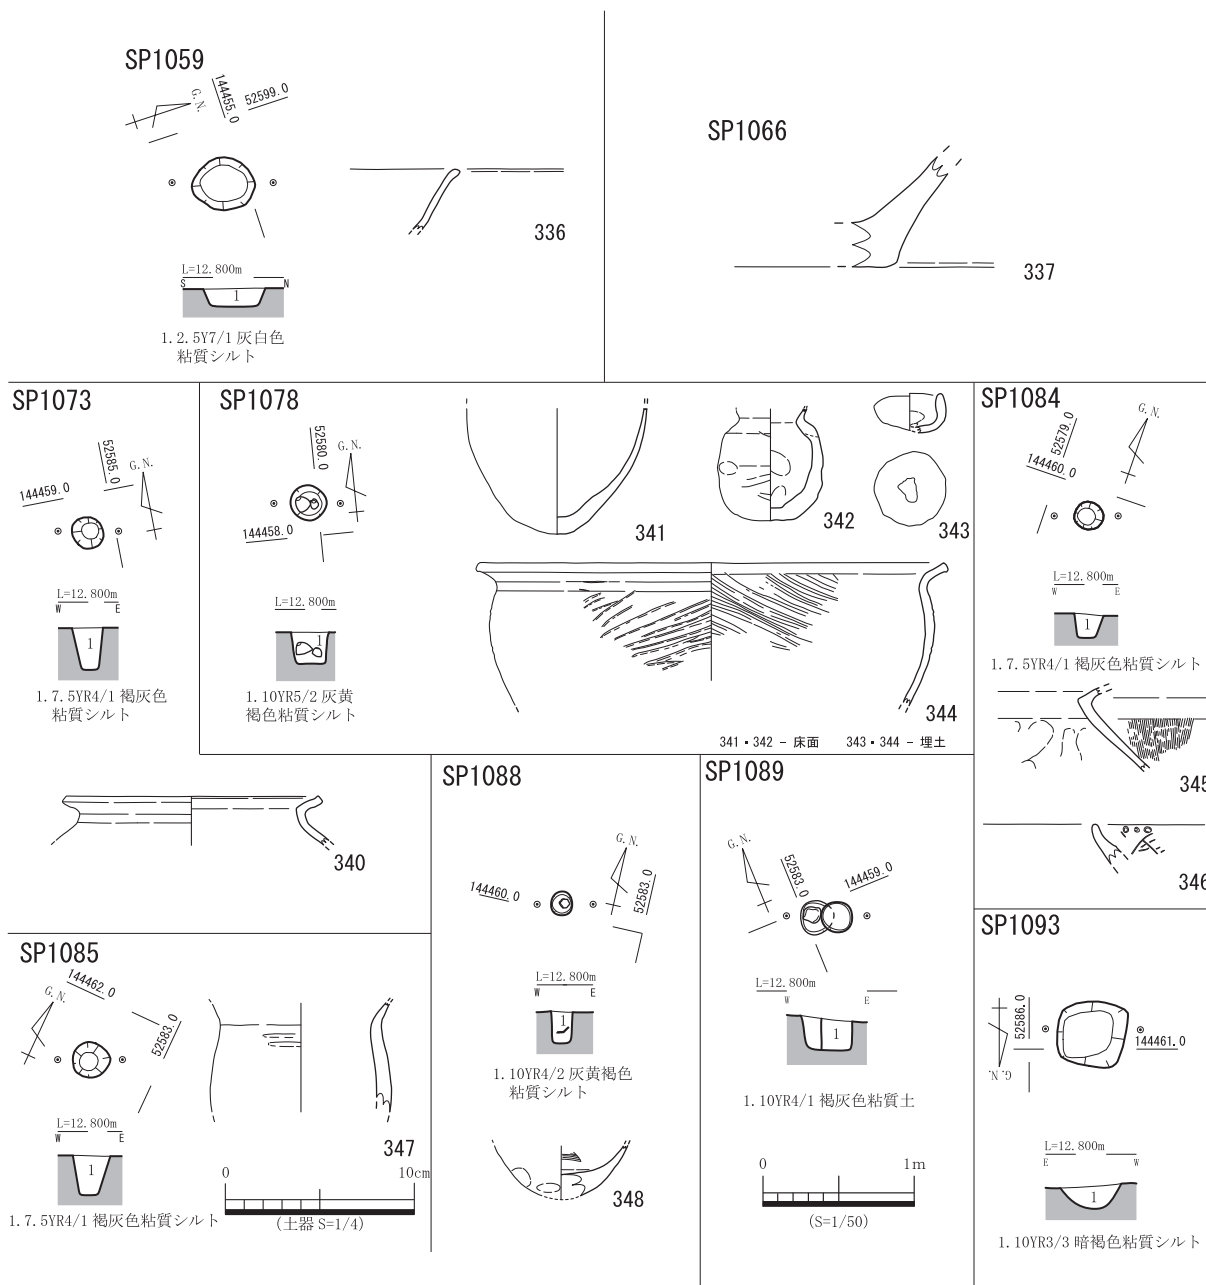 SP1059
G.N.
144455.0
52599.0
336
L=12.800m
S N
1
1.2.5Y7/1 灰白色
粘質シルト
SP1066
337
SP1073
52585.0
G.N.
144459.0
L=12.800m
W E
1
1.7.5YR4/1 褐灰色
粘質シルト
340
SP1078
52580.0
G.N.
144458.0
L=12.800m
1
1.10YR5/2 灰黄
褐色粘質シルト
341
342
343
344
341・342 - 床面 343・344 - 埋土
SP1084
G.N.
52579.0
144460.0
L=12.800m
W E
1
1.7.5YR4/1 褐灰色粘質シルト
345
346
SP1085
144462.0
G.N.
52583.0
L=12.800m
W E
1
1.7.5YR4/1 褐灰色粘質シルト
347
0 10cm
(土器 S=1/4)
SP1088
G.N.
144460.0
52583.0
L=12.800m
W E
1
1.10YR4/2 灰黄褐色
粘質シルト
348
SP1089
G.N.
52583.0
144459.0
L=12.800m
W E
1
1.10YR4/1 褐灰色粘質土
0 1m
(S=1/50)
SP1093
52586.0
144461.0
G.N.
L=12.800m
E W
1
1.10YR3/3 暗褐色粘質シルト